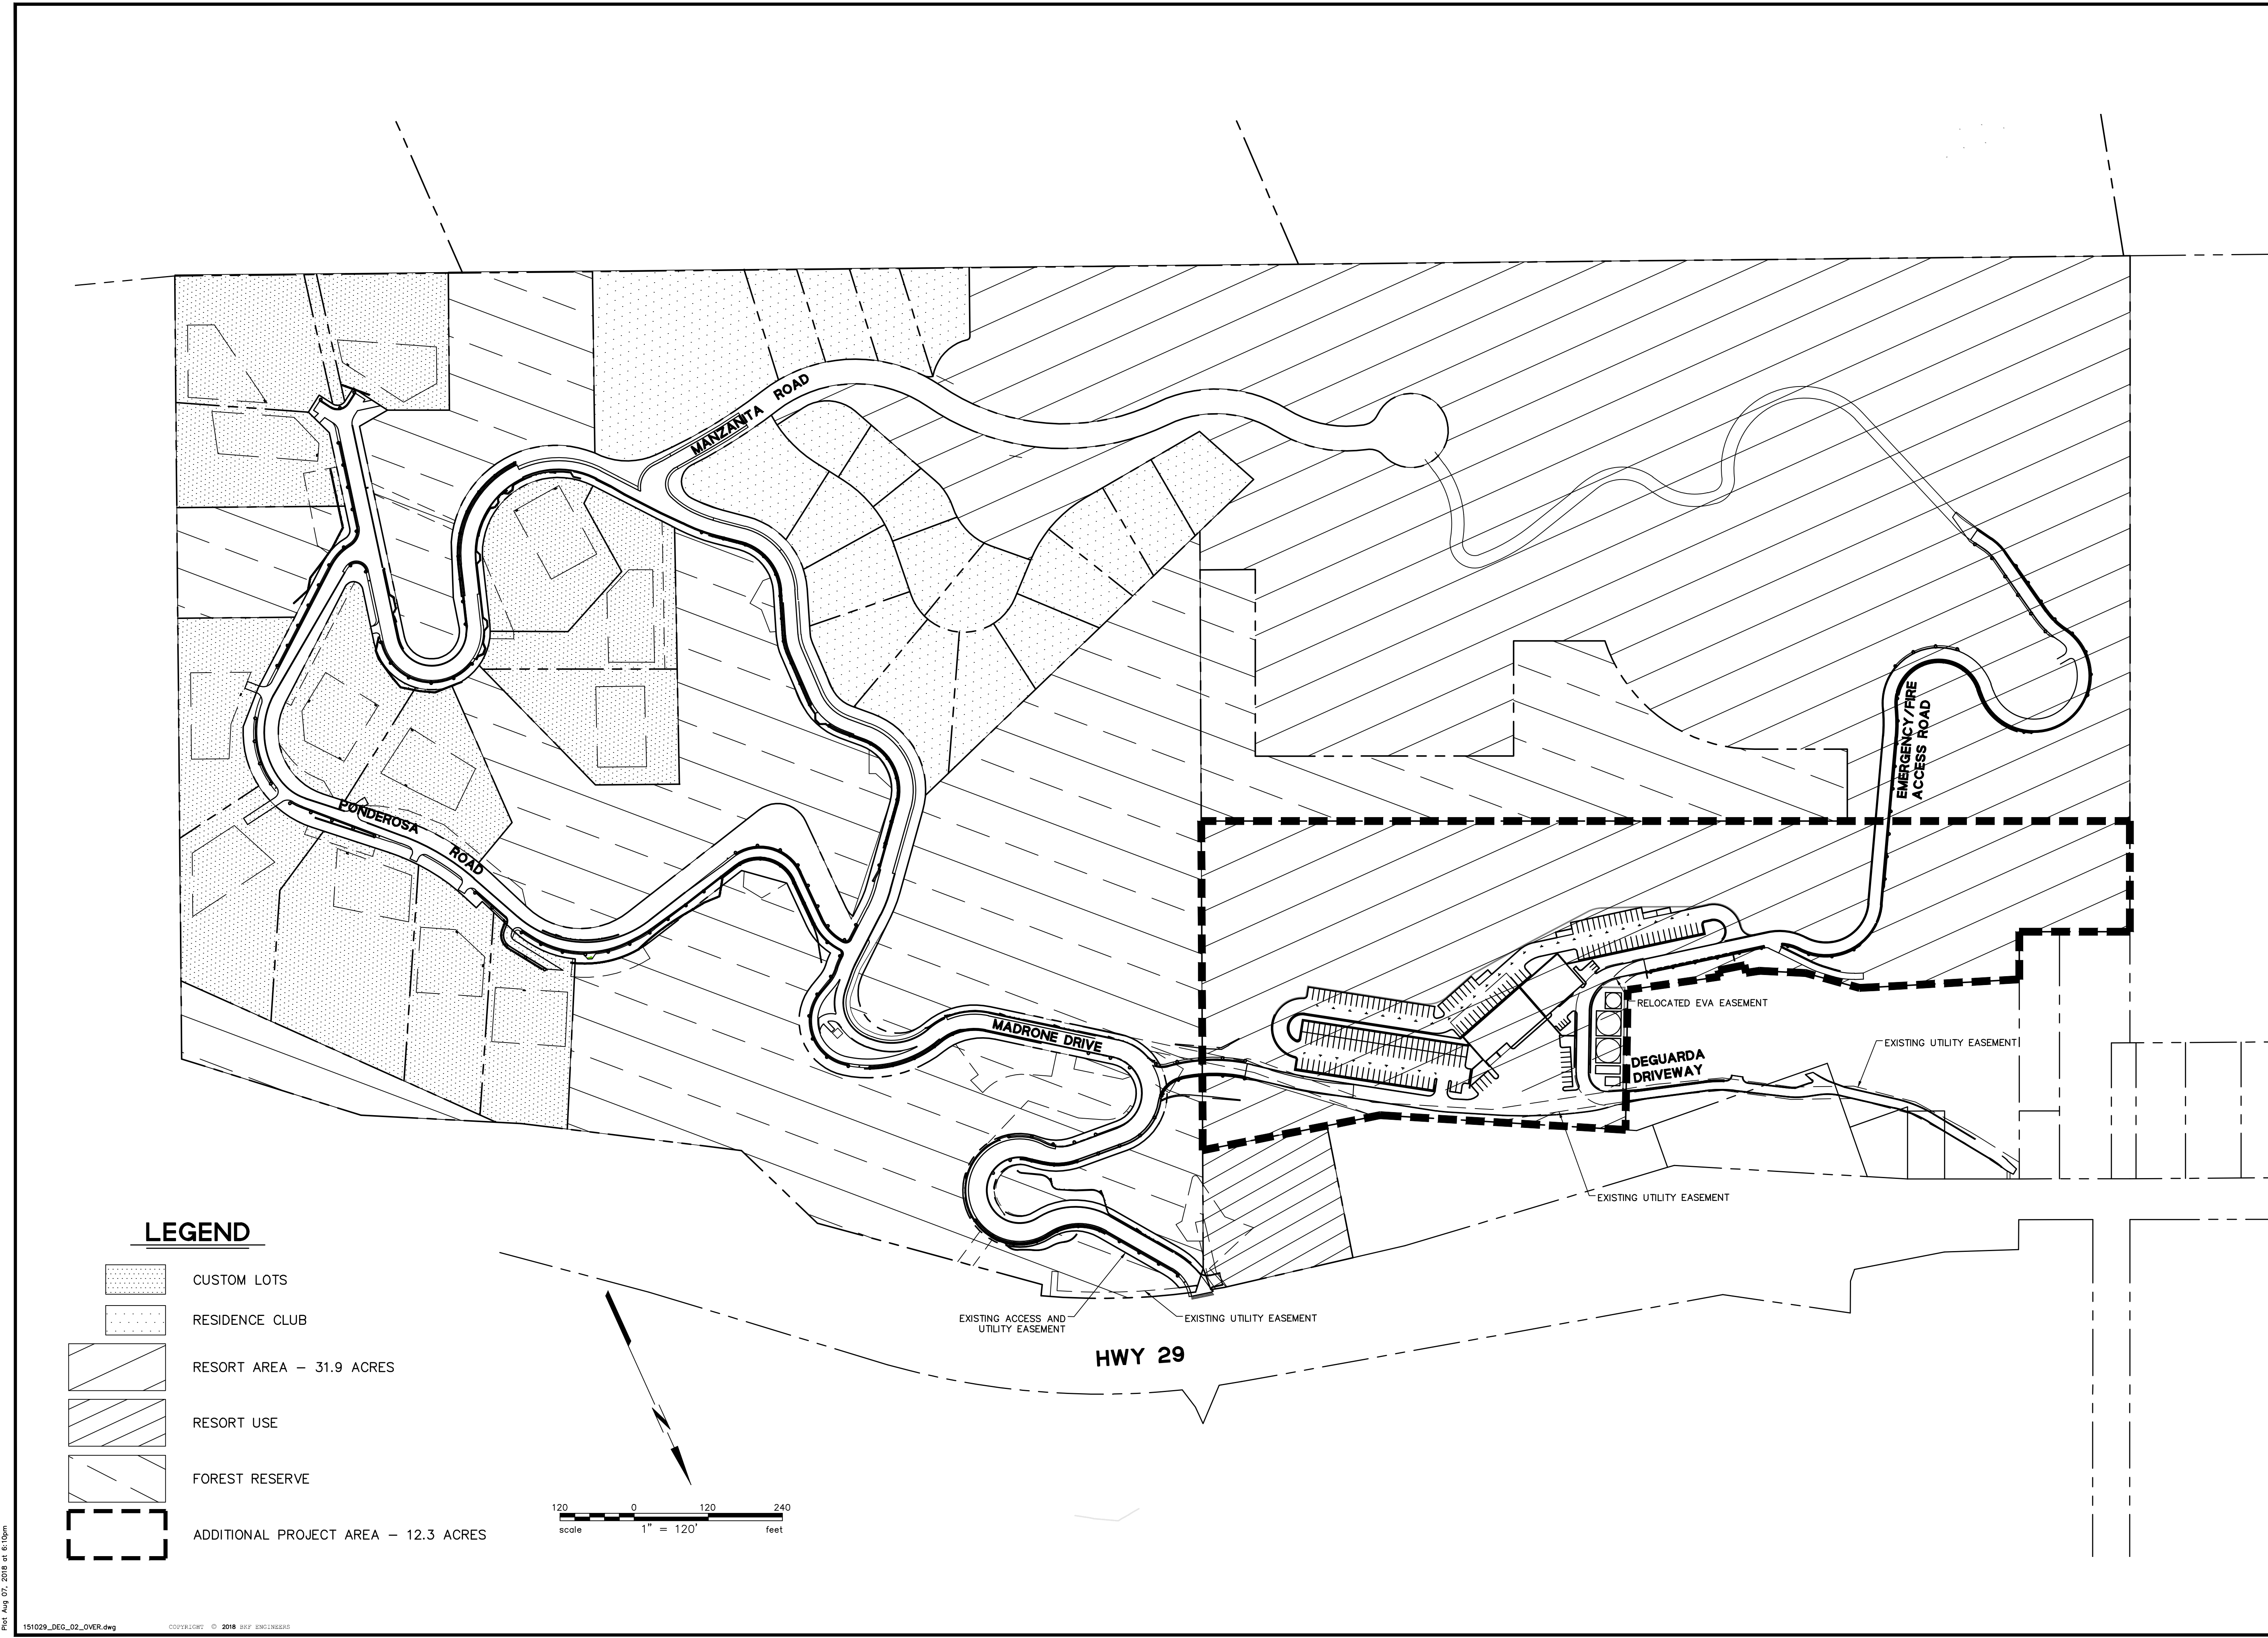 MANZANITA ROAD
EMERGENCY/FIRE
ACCESS ROAD
PONDEROSA
ROAD
MADRONE DRIVE
RELOCATED EVA EASEMENT
EXISTING UTILITY EASEMENT
DEGUARDA
DRIVEWAY
EXISTING UTILITY EASEMENT
EXISTING ACCESS AND
UTILITY EASEMENT
EXISTING UTILITY EASEMENT
HWY 29
LEGEND
CUSTOM LOTS
RESIDENCE CLUB
RESORT AREA – 31.9 ACRES
RESORT USE
FOREST RESERVE
ADDITIONAL PROJECT AREA – 12.3 ACRES
120 0 120 240
scale 1" = 120' feet
Plot Aug 07, 2018 at 6:10pm
151029_DEG_02_OVER.dwg
COPYRIGHT © 2018 BKF ENGINEERS